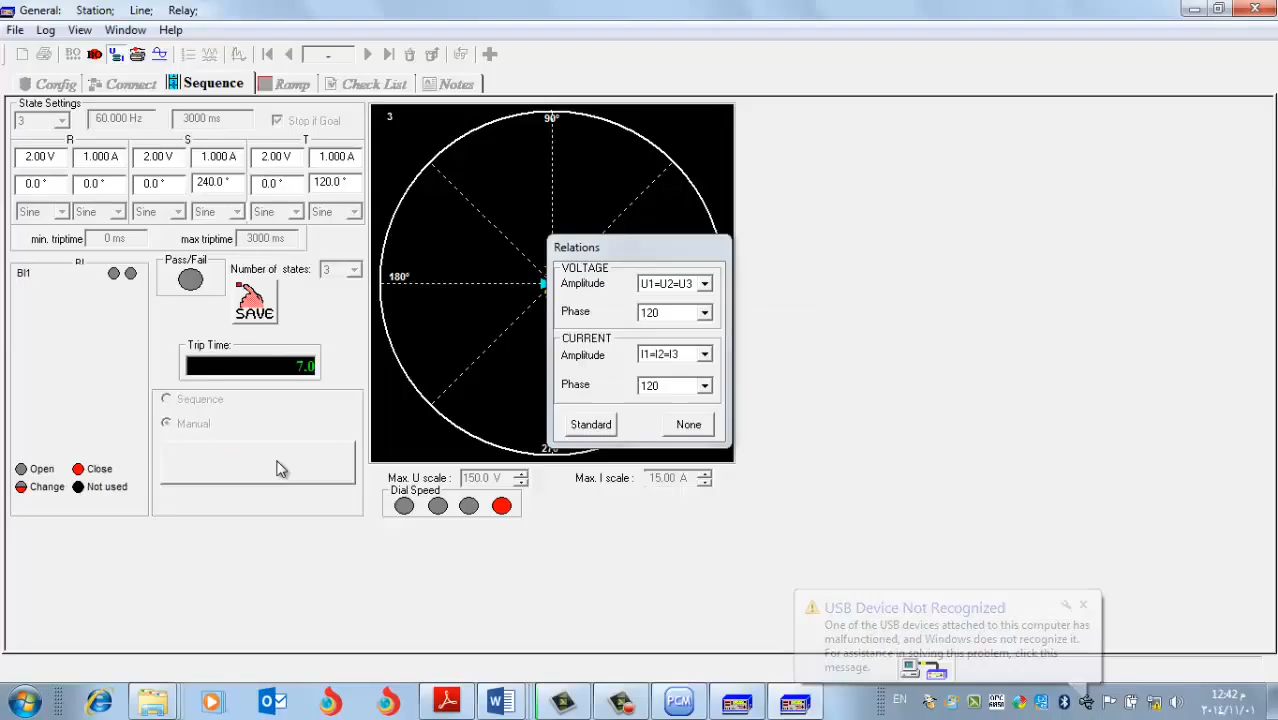 General: Station; Line; Relay;
File Log View Window Help
BO
BO
-
Config Connect Sequence Ramp Check List Notes
State Settings
3 60.000 Hz 3000 ms Stop if Goal
R S T
2.00 V 1.000 A 2.00 V 1.000 A 2.00 V 1.000 A
0.0 ° 0.0 ° 0.0 ° 240.0 ° 0.0 ° 120.0 °
Sine Sine Sine Sine Sine Sine
min. triptime 0 ms max triptime 3000 ms
BI1
Pass/Fail
Number of states: 3
SAVE
Trip Time:
7.0
Sequence
Manual
Open Close
Change Not used
3
90°
180°
Relations
VOLTAGE
Amplitude U1=U2=U3
Phase 120
CURRENT
Amplitude I1=I2=I3
Phase 120
Standard None
Max. U scale : 150.0 V Max. I scale : 15.00 A
Dial Speed
USB Device Not Recognized
One of the USB devices attached to this computer has
malfunctioned, and Windows does not recognize it.
For assistance in solving this problem, click this
message.
PCM
EN
12:42 م
٢٠١٤/١١/٠١